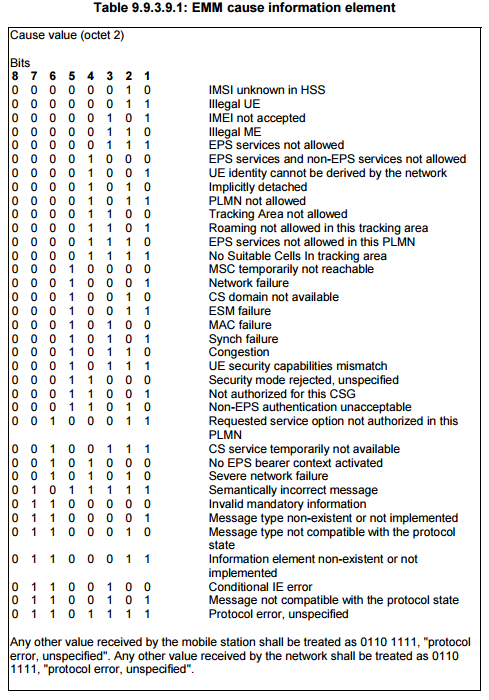 Table 9.9.3.9.1: EMM cause information element
Cause value (octet 2)
Bits
8 7 6 5 4 3 2 1
0 0 0 0 0 0 1 0 IMSI unknown in HSS
0 0 0 0 0 0 1 1 Illegal UE
0 0 0 0 0 1 0 1 IMEI not accepted
0 0 0 0 0 1 1 0 Illegal ME
0 0 0 0 0 1 1 1 EPS services not allowed
0 0 0 0 1 0 0 0 EPS services and non-EPS services not allowed
0 0 0 0 1 0 0 1 UE identity cannot be derived by the network
0 0 0 0 1 0 1 0 Implicitly detached
0 0 0 0 1 0 1 1 PLMN not allowed
0 0 0 0 1 1 0 0 Tracking Area not allowed
0 0 0 0 1 1 0 1 Roaming not allowed in this tracking area
0 0 0 0 1 1 1 0 EPS services not allowed in this PLMN
0 0 0 0 1 1 1 1 No Suitable Cells In tracking area
0 0 0 1 0 0 0 0 MSC temporarily not reachable
0 0 0 1 0 0 0 1 Network failure
0 0 0 1 0 0 1 0 CS domain not available
0 0 0 1 0 0 1 1 ESM failure
0 0 0 1 0 1 0 0 MAC failure
0 0 0 1 0 1 0 1 Synch failure
0 0 0 1 0 1 1 0 Congestion
0 0 0 1 0 1 1 1 UE security capabilities mismatch
0 0 0 1 1 0 0 0 Security mode rejected, unspecified
0 0 0 1 1 0 0 1 Not authorized for this CSG
0 0 0 1 1 0 1 0 Non-EPS authentication unacceptable
0 0 1 0 0 0 1 1 Requested service option not authorized in this
PLMN
0 0 1 0 0 1 1 1 CS service temporarily not available
0 0 1 0 1 0 0 0 No EPS bearer context activated
0 0 1 0 1 0 1 0 Severe network failure
0 1 0 1 1 1 1 1 Semantically incorrect message
0 1 1 0 0 0 0 0 Invalid mandatory information
0 1 1 0 0 0 0 1 Message type non-existent or not implemented
0 1 1 0 0 0 1 0 Message type not compatible with the protocol
state
0 1 1 0 0 0 1 1 Information element non-existent or not
implemented
0 1 1 0 0 1 0 0 Conditional IE error
0 1 1 0 0 1 0 1 Message not compatible with the protocol state
0 1 1 0 1 1 1 1 Protocol error, unspecified
Any other value received by the mobile station shall be treated as 0110 1111, "protocol
error, unspecified". Any other value received by the network shall be treated as 0110
1111, "protocol error, unspecified".